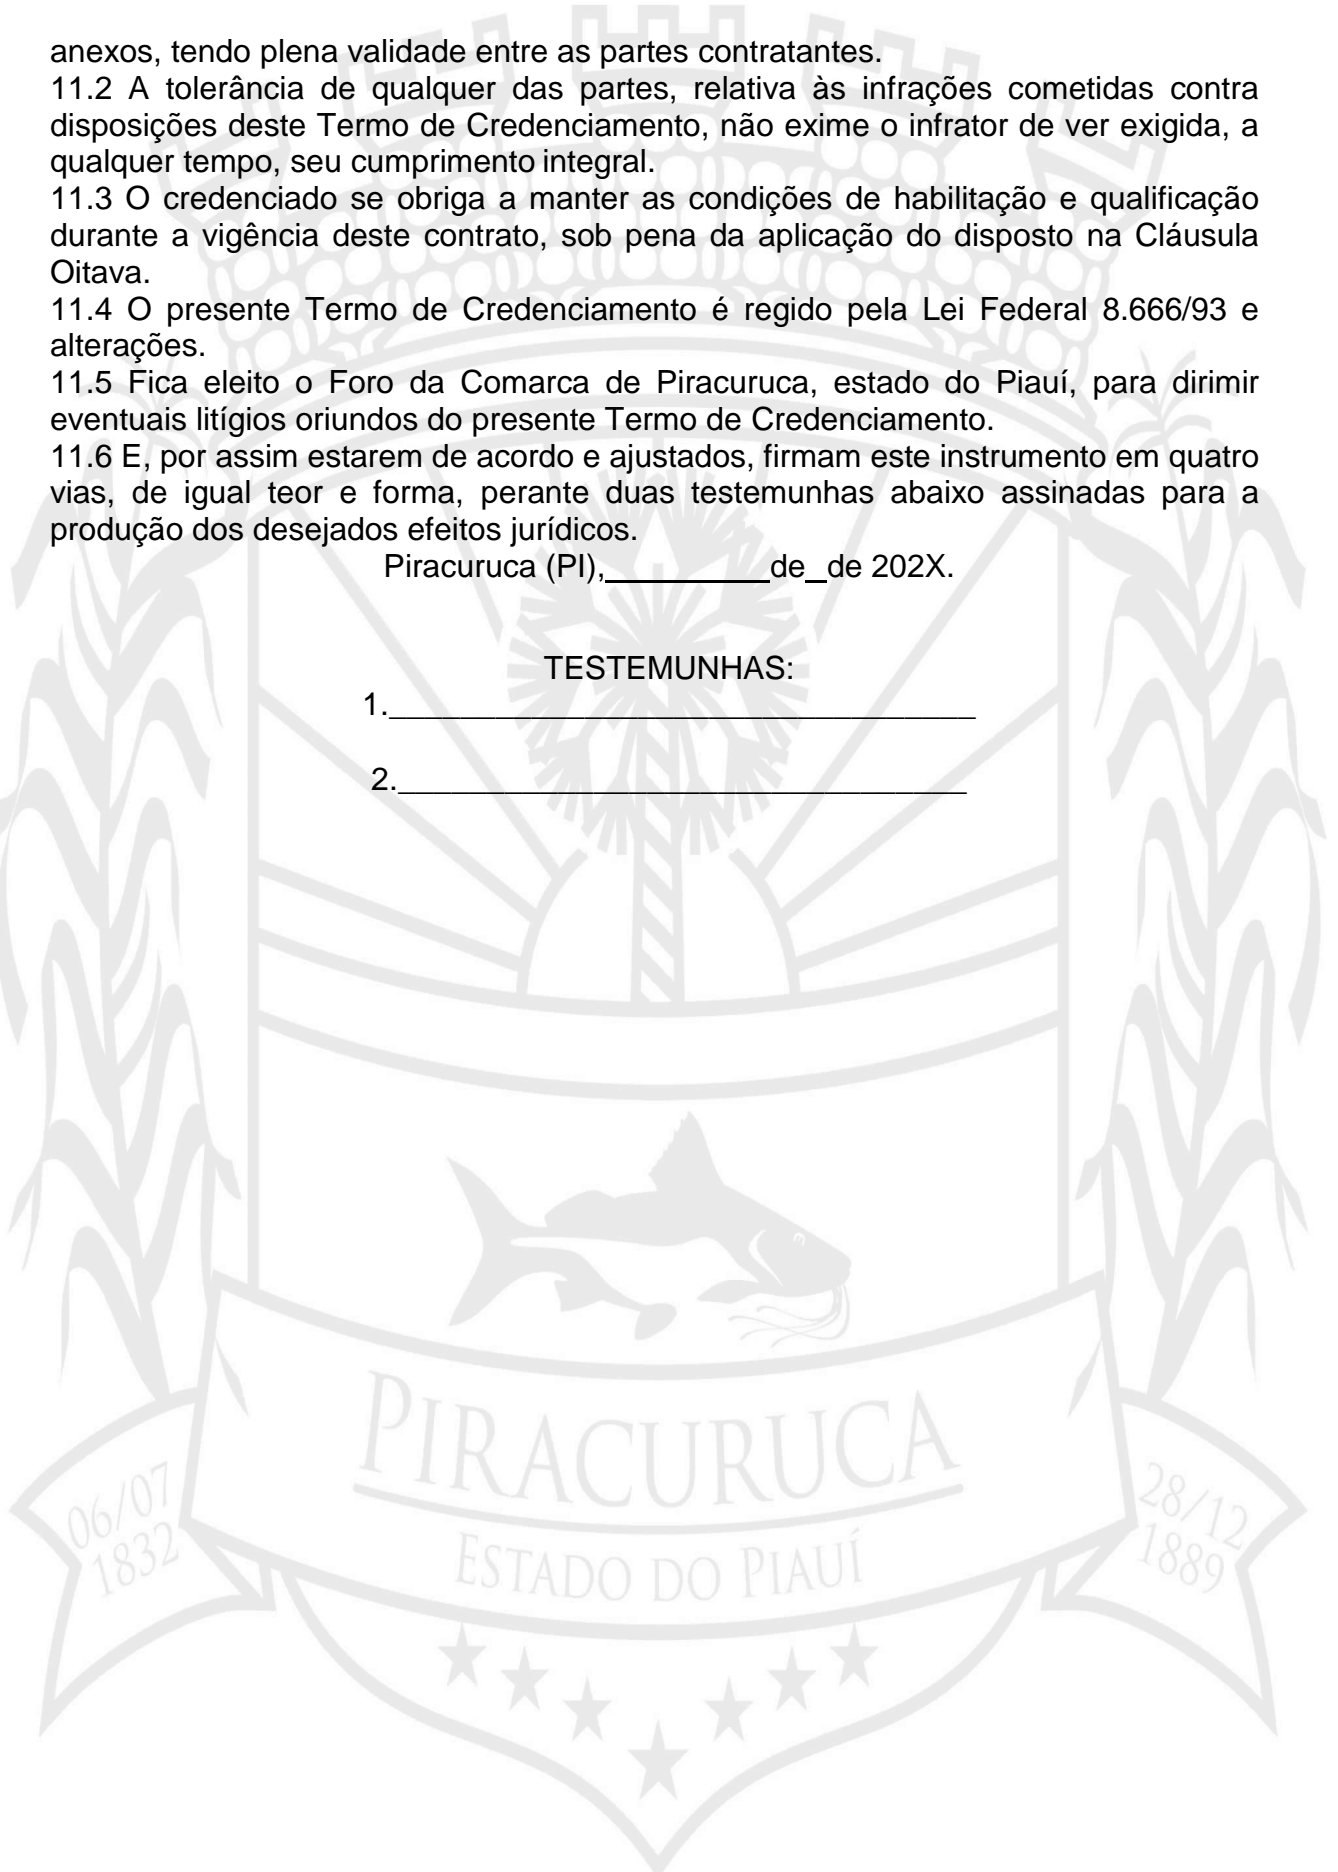 anexos, tendo plena validade entre as partes contratantes.
11.2 A tolerância de qualquer das partes, relativa às infrações cometidas contra
disposições deste Termo de Credenciamento, não exime o infrator de ver exigida, a
qualquer tempo, seu cumprimento integral.
11.3 O credenciado se obriga a manter as condições de habilitação e qualificação
durante a vigência deste contrato, sob pena da aplicação do disposto na Cláusula
Oitava.
11.4 O presente Termo de Credenciamento é regido pela Lei Federal 8.666/93 e
alterações.
11.5 Fica eleito o Foro da Comarca de Piracuruca, estado do Piauí, para dirimir
eventuais litígios oriundos do presente Termo de Credenciamento.
11.6 E, por assim estarem de acordo e ajustados, firmam este instrumento em quatro
vias, de igual teor e forma, perante duas testemunhas abaixo assinadas para a
produção dos desejados efeitos jurídicos.
Piracuruca (PI),_________de_de 202X.
TESTEMUNHAS:
1._________________________________
2.________________________________
PIRACURUCA
ESTADO DO PIAUÍ
06/07
1832
28/12
1889